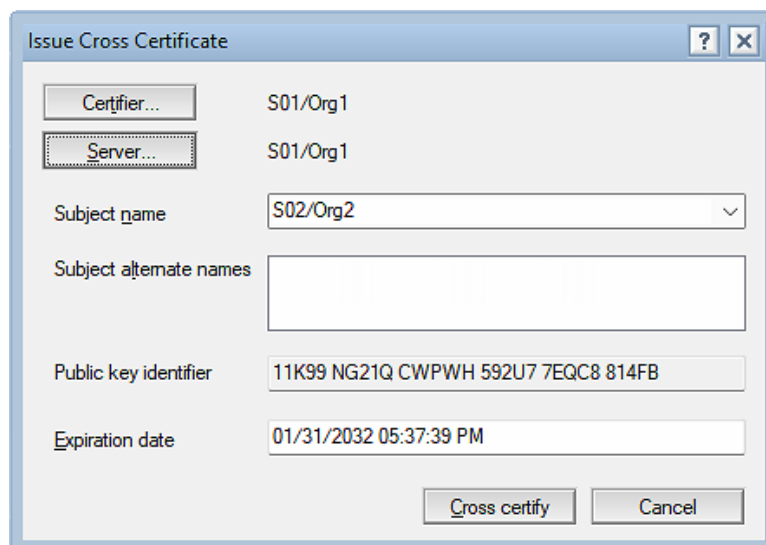 Issue Cross Certificate
Certifier... S01/Org1
Server... S01/Org1
Subject name S02/Org2
Subject alternate names
Public key identifier 11K99 NG21Q CWPWH 592U7 7EQC8 814FB
Expiration date 01/31/2032 05:37:39 PM
Cross certify Cancel